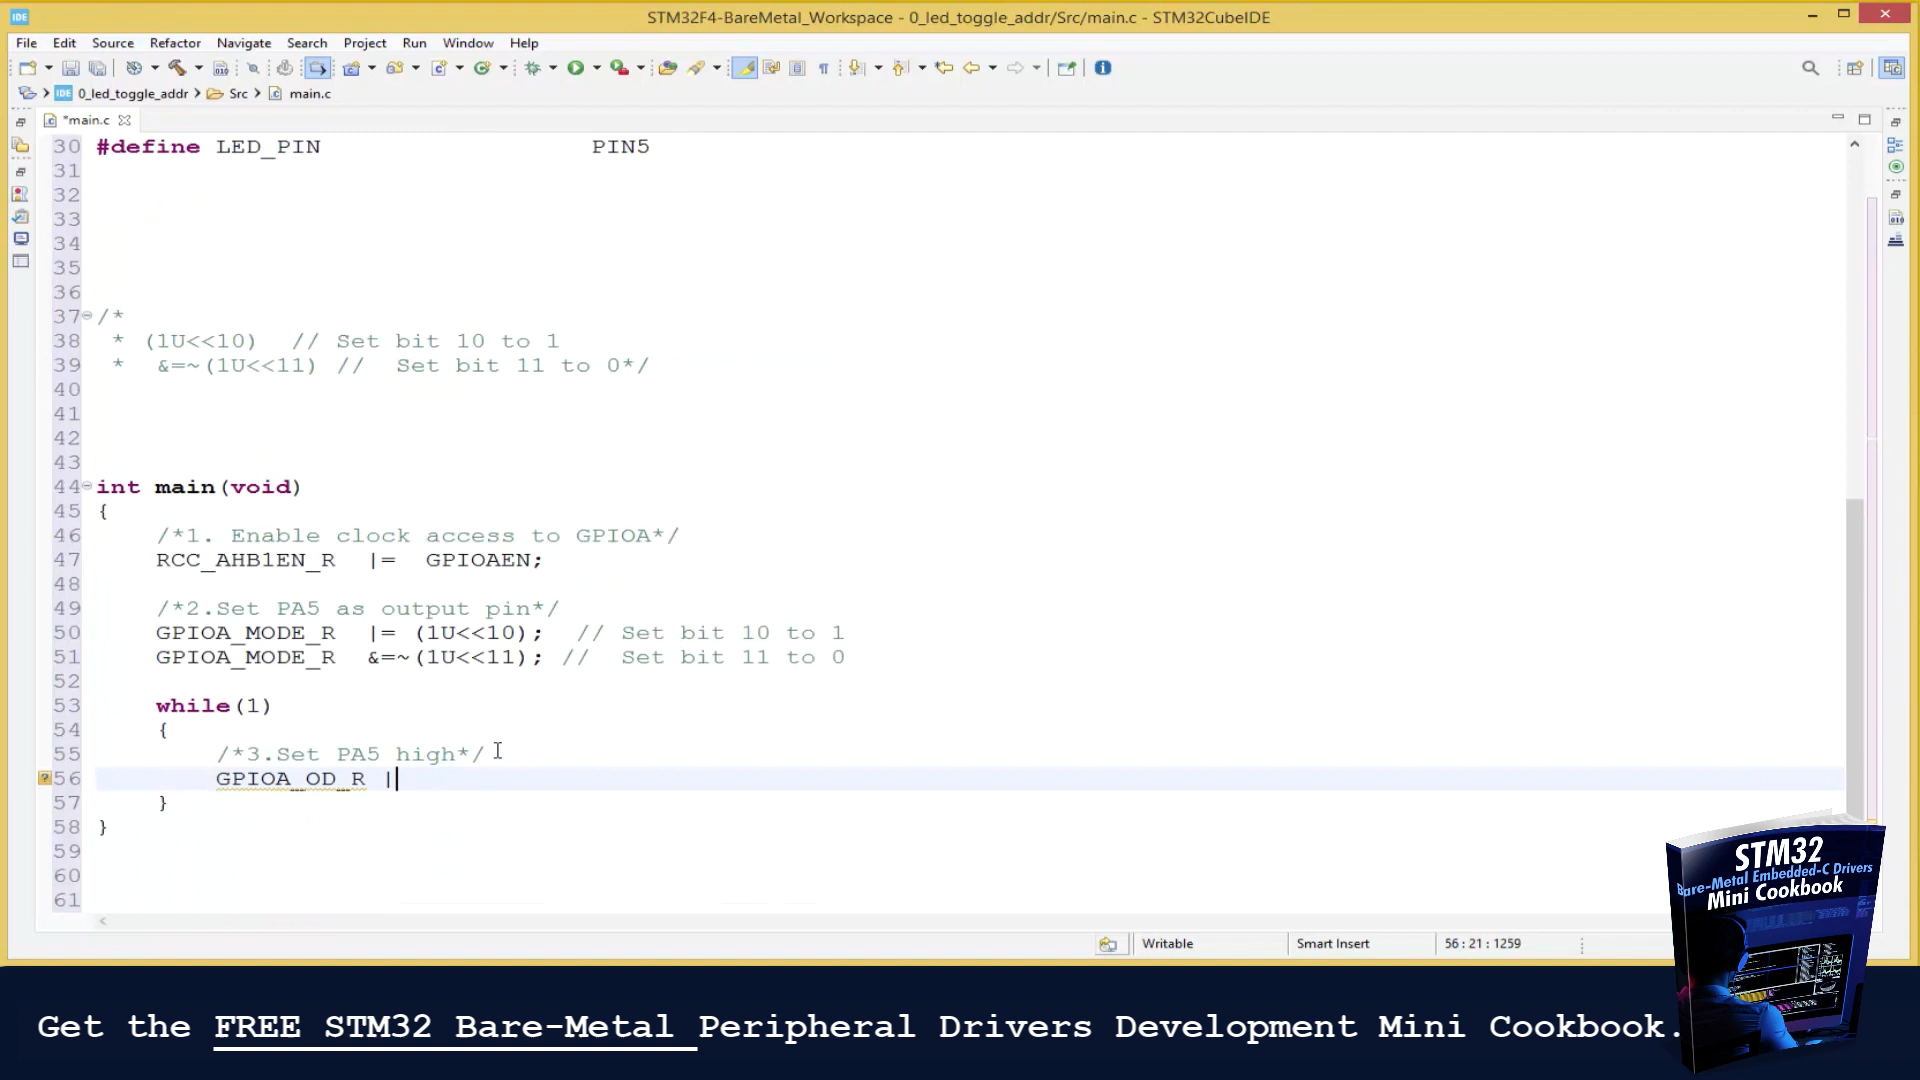 IDE
STM32F4-BareMetal_Workspace - 0_led_toggle_addr/Src/main.c - STM32CubeIDE
File Edit Source Refactor Navigate Search Project Run Window Help
IDE 0_led_toggle_addr Src main.c
*main.c
30 #define LED_PIN PIN5
31
32
33
34
35
36
37 /*
38 * (1U<<10) // Set bit 10 to 1
39 * &=~(1U<<11) // Set bit 11 to 0*/
40
41
42
43
44 int main(void)
45 {
46 /*1. Enable clock access to GPIOA*/
47 RCC_AHB1EN_R |= GPIOAEN;
48
49 /*2.Set PA5 as output pin*/
50 GPIOA_MODE_R |= (1U<<10); // Set bit 10 to 1
51 GPIOA_MODE_R &=~(1U<<11); // Set bit 11 to 0
52
53 while(1)
54 {
55 /*3.Set PA5 high*/
56 GPIOA_OD_R |
57 }
58 }
59
60
61
Writable Smart Insert 56 : 21 : 1259
STM32
Bare-Metal Embedded-C Drivers
Mini Cookbook
Get the FREE STM32 Bare-Metal Peripheral Drivers Development Mini Cookbook.